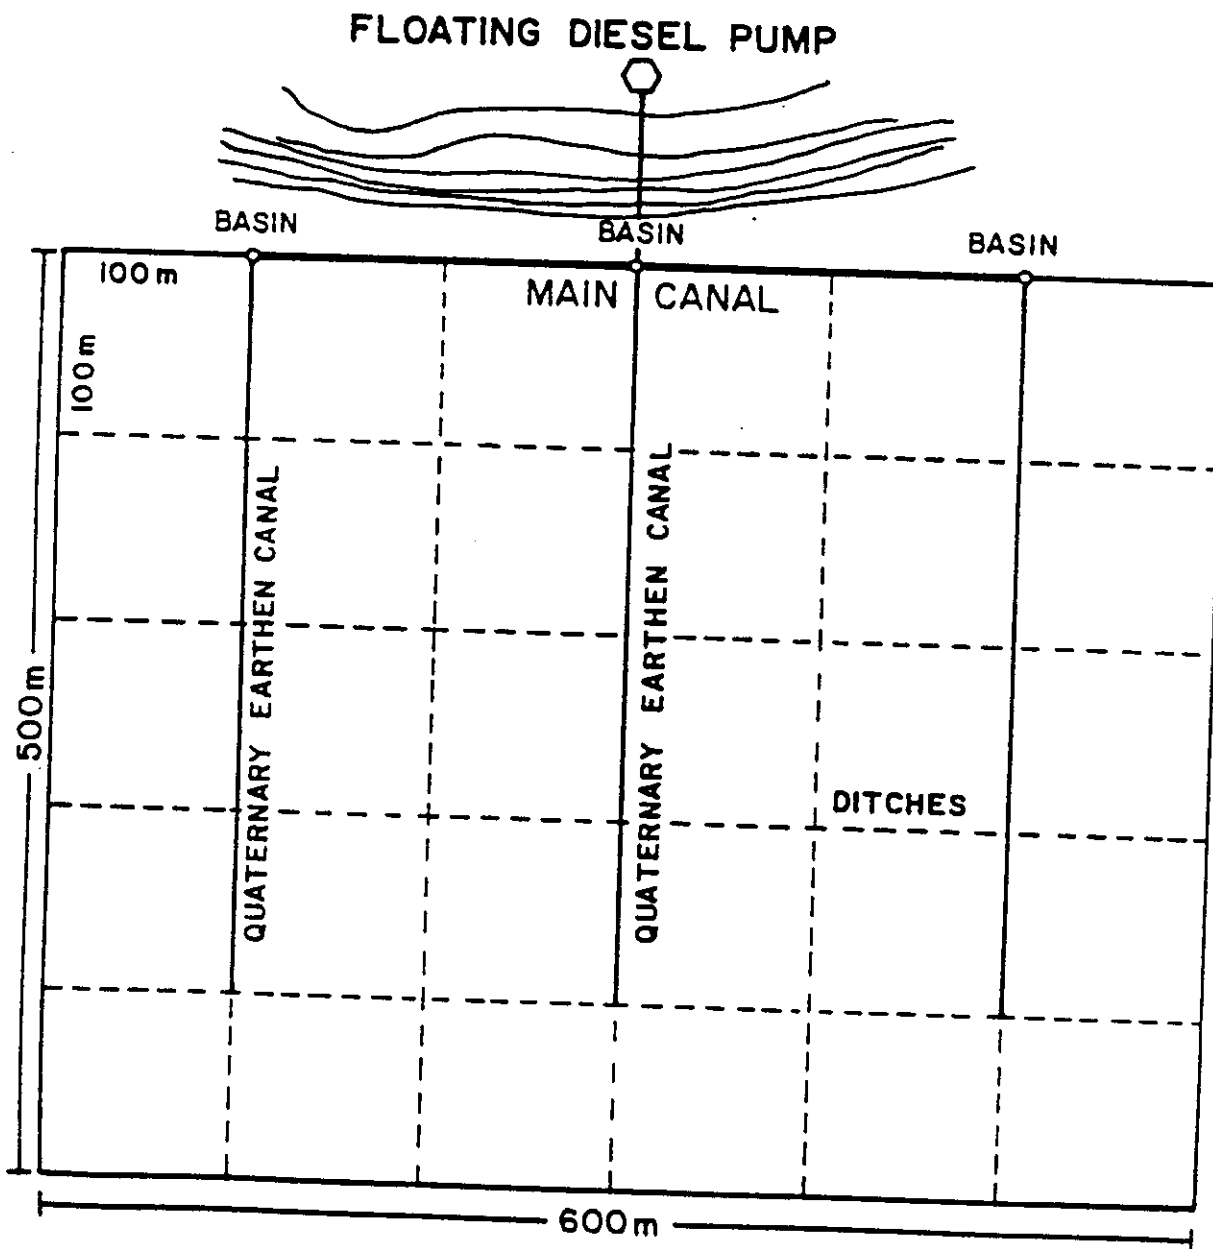 FLOATING DIESEL PUMP
BASIN
BASIN
BASIN
100m
MAIN CANAL
100m
QUATERNARY EARTHEN CANAL
QUATERNARY EARTHEN CANAL
500m
DITCHES
600m